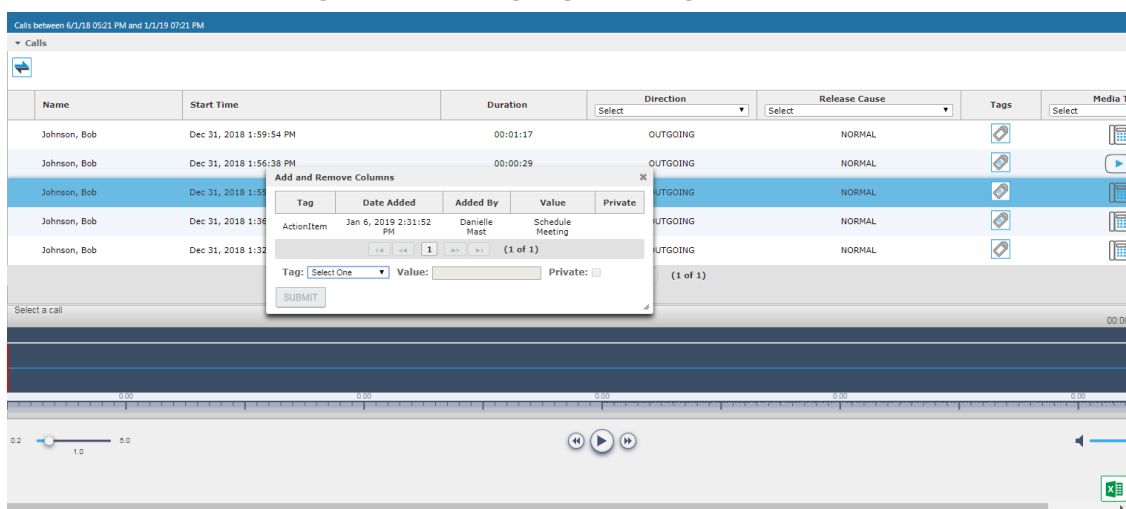 Calls between 6/1/18 05:21 PM and 1/1/19 07:21 PM
Calls
Name Start Time Duration Direction Release Cause Tags Media T
Select Select Select
Johnson, Bob Dec 31, 2018 1:59:54 PM 00:01:17 OUTGOING NORMAL
Johnson, Bob Dec 31, 2018 1:56:38 PM 00:00:29 OUTGOING NORMAL
Add and Remove Columns
Johnson, Bob Dec 31, 2018 1:55 UTGOING NORMAL
Tag Date Added Added By Value Private
Johnson, Bob Dec 31, 2018 1:36 UTGOING NORMAL
ActionItem Jan 6, 2019 2:31:52 PM Danielle Mast Schedule Meeting
Johnson, Bob Dec 31, 2018 1:32 UTGOING NORMAL
1 (1 of 1)
Tag: Select One Value: Private:
(1 of 1)
SUBMIT
Select a call
00:0
0.00 0.00 0.00 0.00 0.00
0.2 5.0
1.0